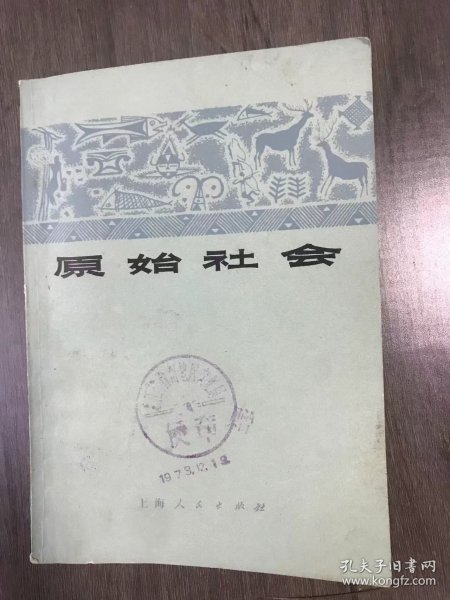 原始社会
1973.12.12
上海人民出版社
孔夫子旧书网
www.kongfz.com